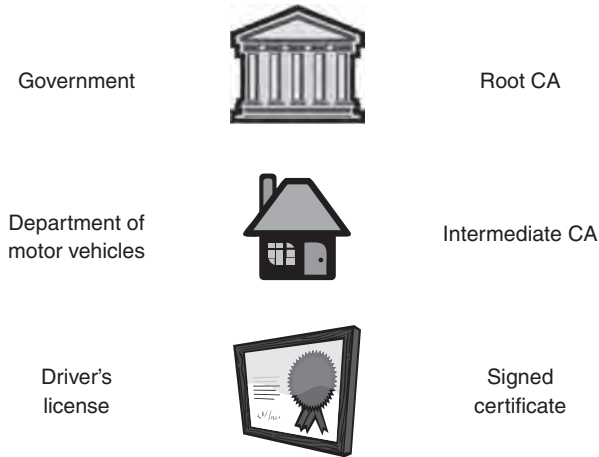 Government
Root CA
Department of
motor vehicles
Intermediate CA
Driver’s
license
Signed
certificate